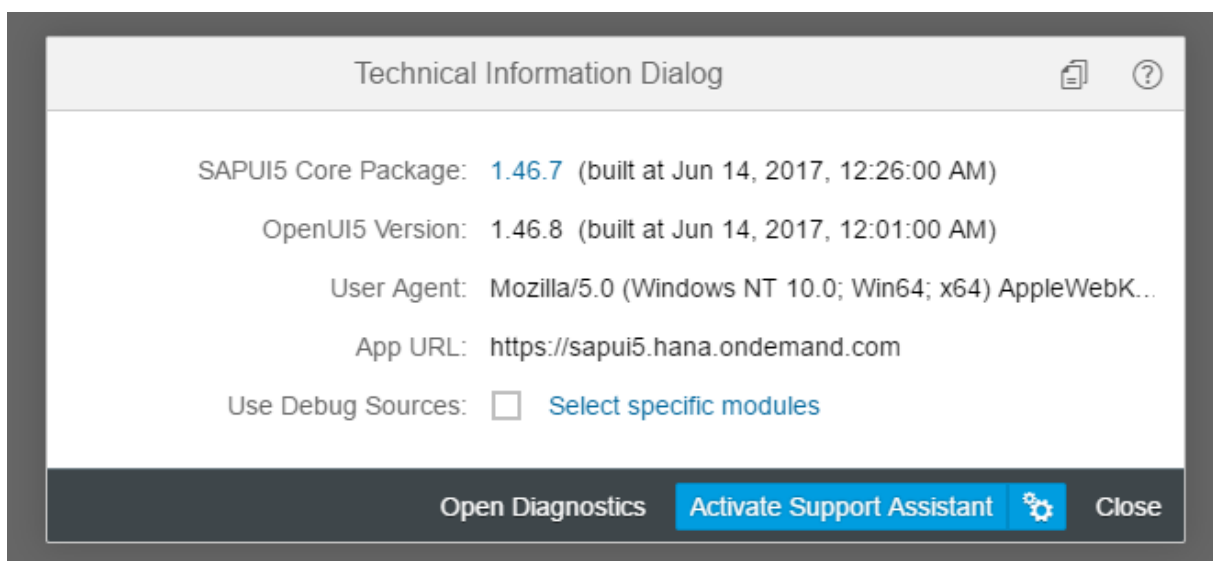 Technical Information Dialog
SAPUI5 Core Package: 1.46.7 (built at Jun 14, 2017, 12:26:00 AM)
OpenUI5 Version: 1.46.8 (built at Jun 14, 2017, 12:01:00 AM)
User Agent: Mozilla/5.0 (Windows NT 10.0; Win64; x64) AppleWebK...
App URL: https://sapui5.hana.ondemand.com
Use Debug Sources: Select specific modules
Open Diagnostics Activate Support Assistant Close